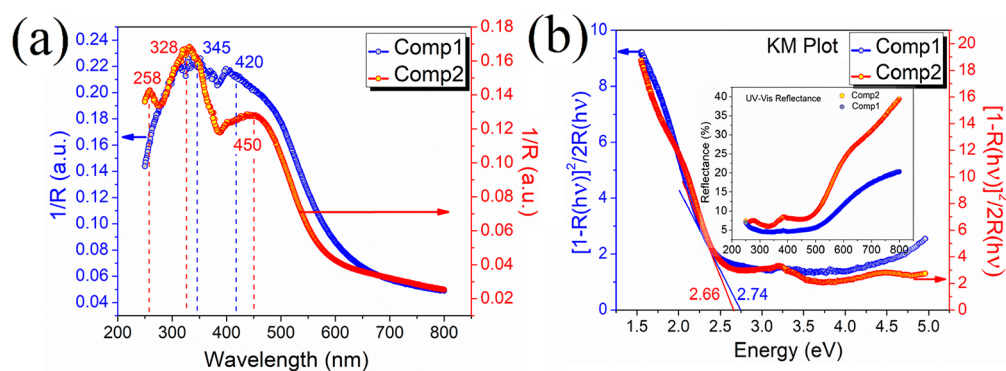 (a)
328
345
420
258
450
Comp1
Comp2
0.24
0.22
0.20
0.18
0.16
0.14
0.12
0.10
0.08
0.06
0.04
1/R (a.u.)
200 300 400 500 600 700 800
Wavelength (nm)
0.18
0.16
0.14
0.12
0.10
0.08
0.06
0.04
0.02
1/R (a.u.)
(b)
KM Plot
Comp1
Comp2
10
8
6
4
2
0
[1-R(hν)]²/2R(hν)
UV-Vis Reflectance
Comp2
Comp1
40
35
30
25
20
15
10
5
0
Reflectance (%)
200 300 400 500 600 700 800
2.66
2.74
1.5 2.0 2.5 3.0 3.5 4.0 4.5 5.0
Energy (eV)
20
18
16
14
12
10
8
6
4
2
0
[1-R(hν)]²/2R(hν)